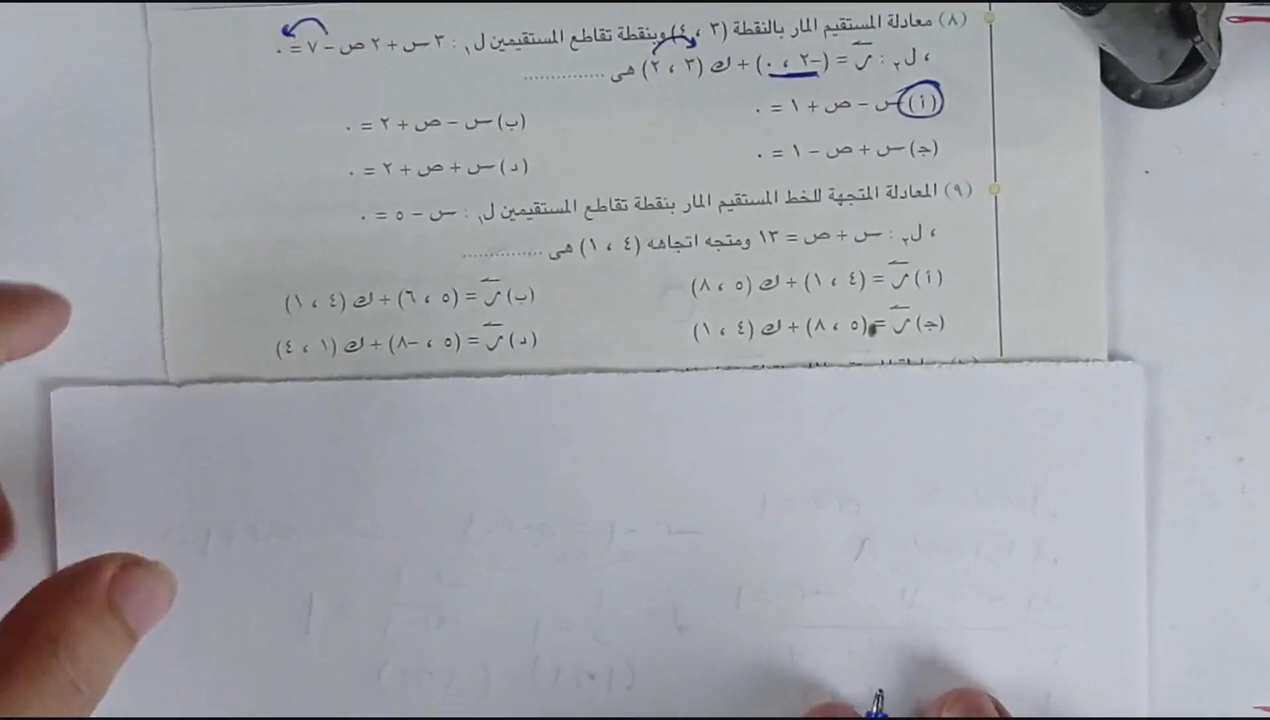 (٨) معادلة المستقيم المار بالنقطة (٣ ، ٤) وبنقطة تقاطع المستقيمين ل١ : ٣ س + ٢ ص − ٧ = ٠
، ل٢ : ر = (−٢ ، ٠) + ك (٣ ، ٢) هى ..............
(أ) س − ص + ١ = ٠
(ب) س − ص + ٢ = ٠
(جـ) س + ص − ١ = ٠
(د) س + ص + ٢ = ٠
(٩) المعادلة المتجهة للخط المستقيم المار بنقطة تقاطع المستقيمين ل١ : س − ٥ = ٠
، ل٢ : س + ص = ١٣ ومتجه اتجاهه (٤ ، ١) هى ..............
(أ) ر = (٤ ، ١) + ك (٥ ، ٨)
(ب) ر = (٥ ، ٦) + ك (٤ ، ١)
(جـ) ر = (٥ ، ٨) + ك (٤ ، ١)
(د) ر = (٥ ، −٨) + ك (١ ، ٤)